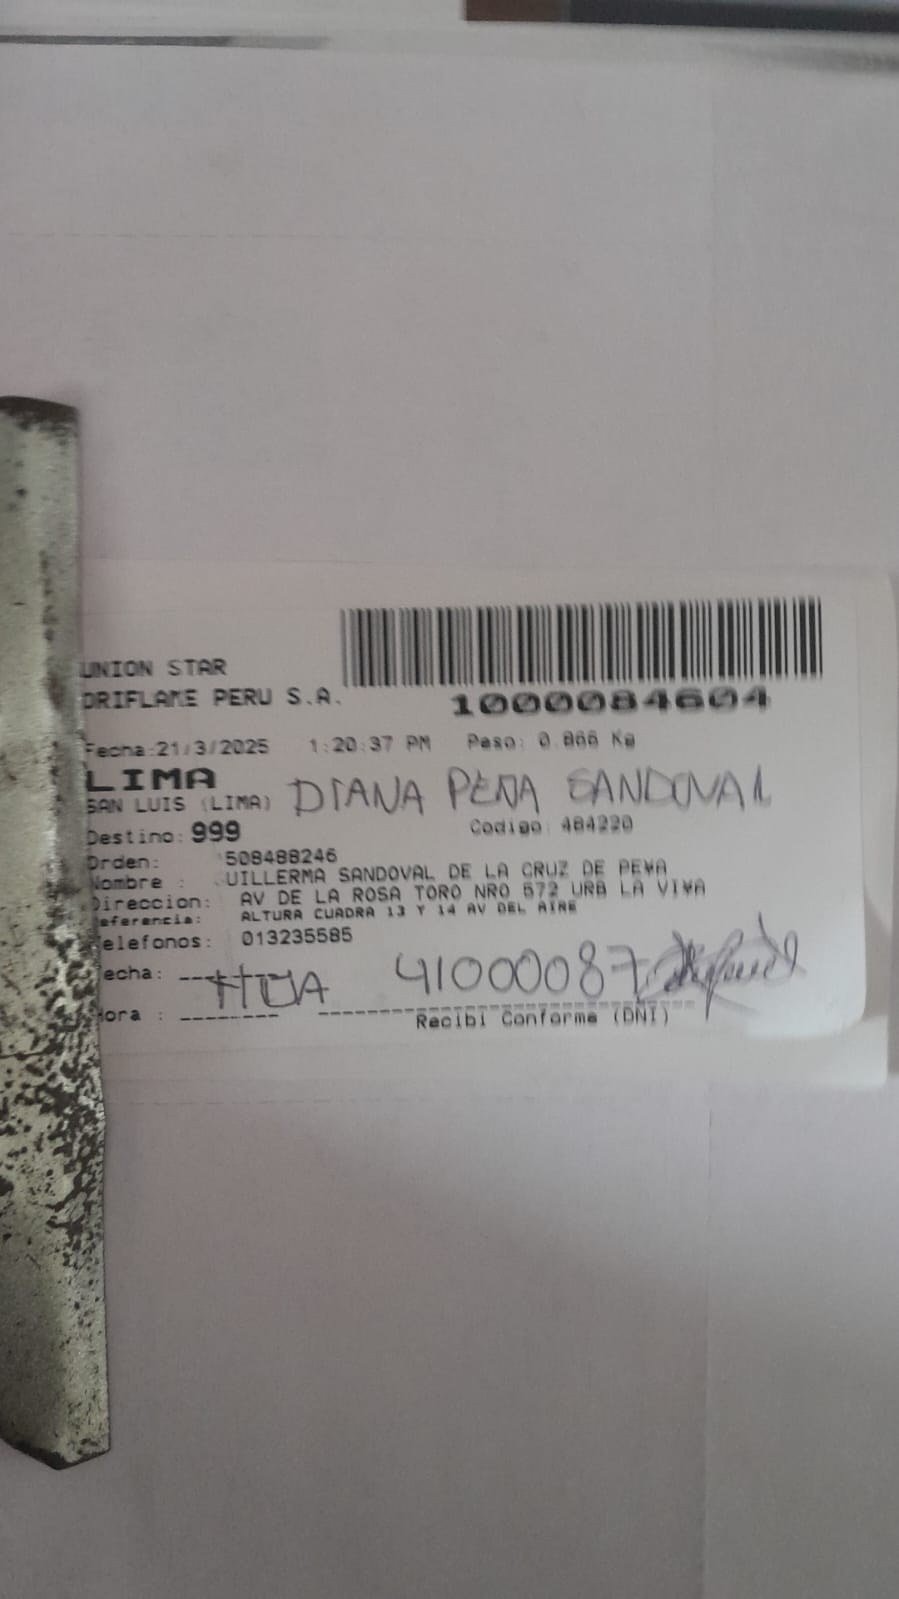 UNION STAR
ORIFLAME PERU S.A.
1000084604
Fecha:21/3/2025 1:20:37 PM Peso: 0.866 Kg
LIMA
SAN LUIS (LIMA) DIANA PEÑA SANDOVAL
Destino: 999 Codigo: 484220
Orden: 508488246
Nombre : UILLERMA SANDOVAL DE LA CRUZ DE PE¥A
Direccion: AV DE LA ROSA TORO NRO 572 URB LA VI¥A
eferencia: ALTURA CUADRA 13 Y 14 AV DEL AIRE
elefonos: 013235585
echa: HIJA 41000087
Hora :
Recibi Conforme (DNI)